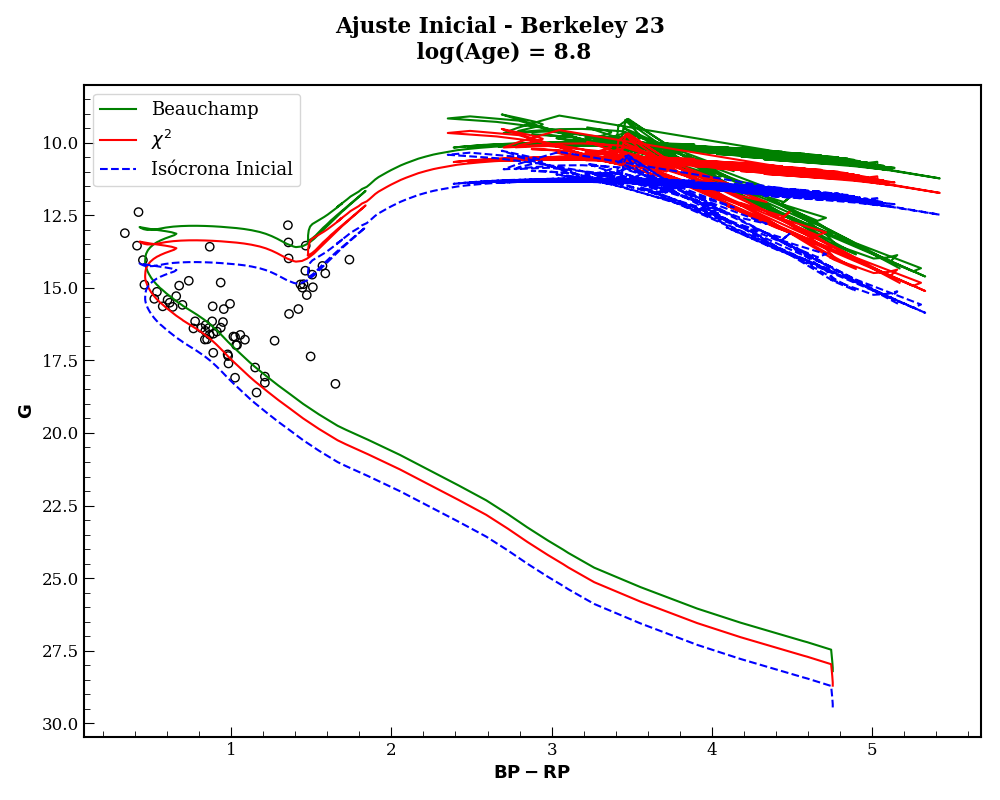 Ajuste Inicial - Berkeley 23
log(Age) = 8.8
Beauchamp
χ²
Isócrona Inicial
10.0
12.5
15.0
17.5
20.0
22.5
25.0
27.5
30.0
G
1 2 3 4 5
BP − RP